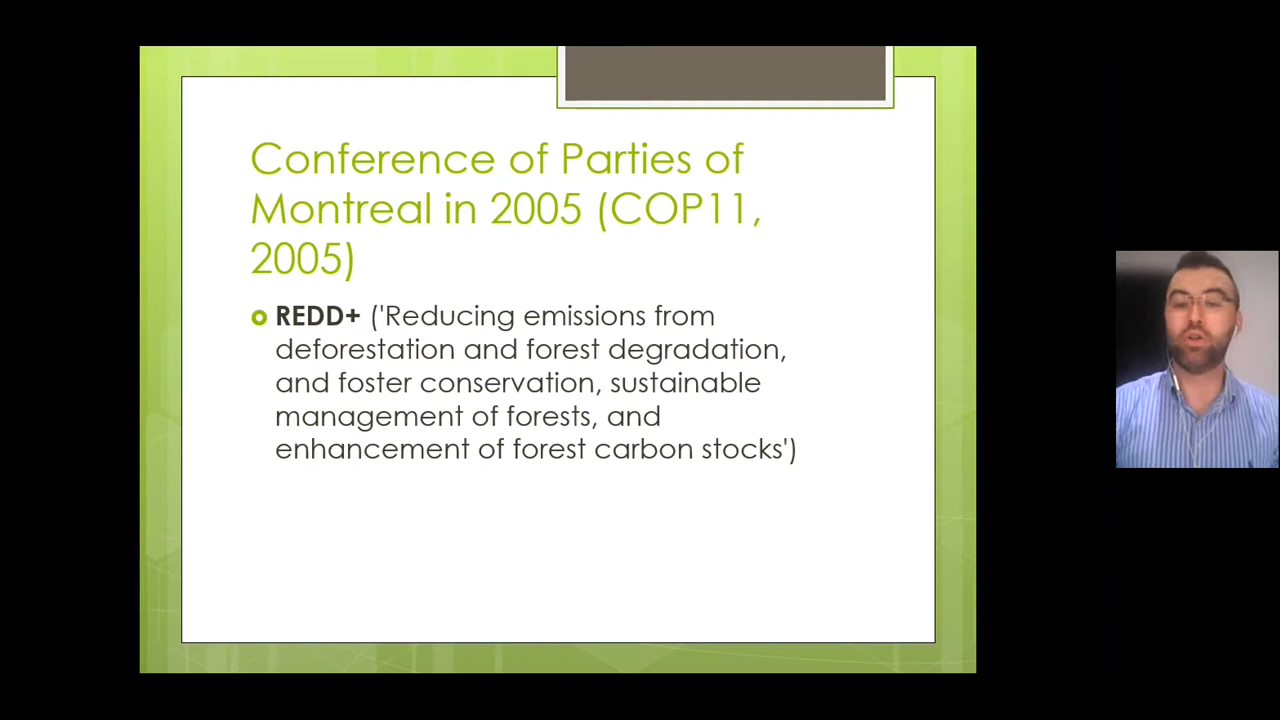 Conference of Parties of
Montreal in 2005 (COP11,
2005)
REDD+ ('Reducing emissions from
deforestation and forest degradation,
and foster conservation, sustainable
management of forests, and
enhancement of forest carbon stocks')